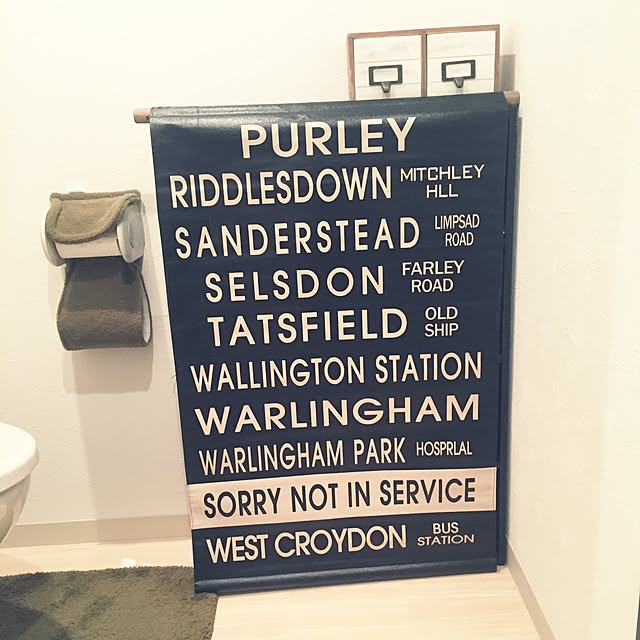 PURLEY
RIDDLESDOWN MITCHLEY HLL
SANDERSTEAD LIMPSAD ROAD
SELSDON FARLEY ROAD
TATSFIELD OLD SHIP
WALLINGTON STATION
WARLINGHAM
WARLINGHAM PARK HOSPRLAL
SORRY NOT IN SERVICE
WEST CROYDON BUS STATION